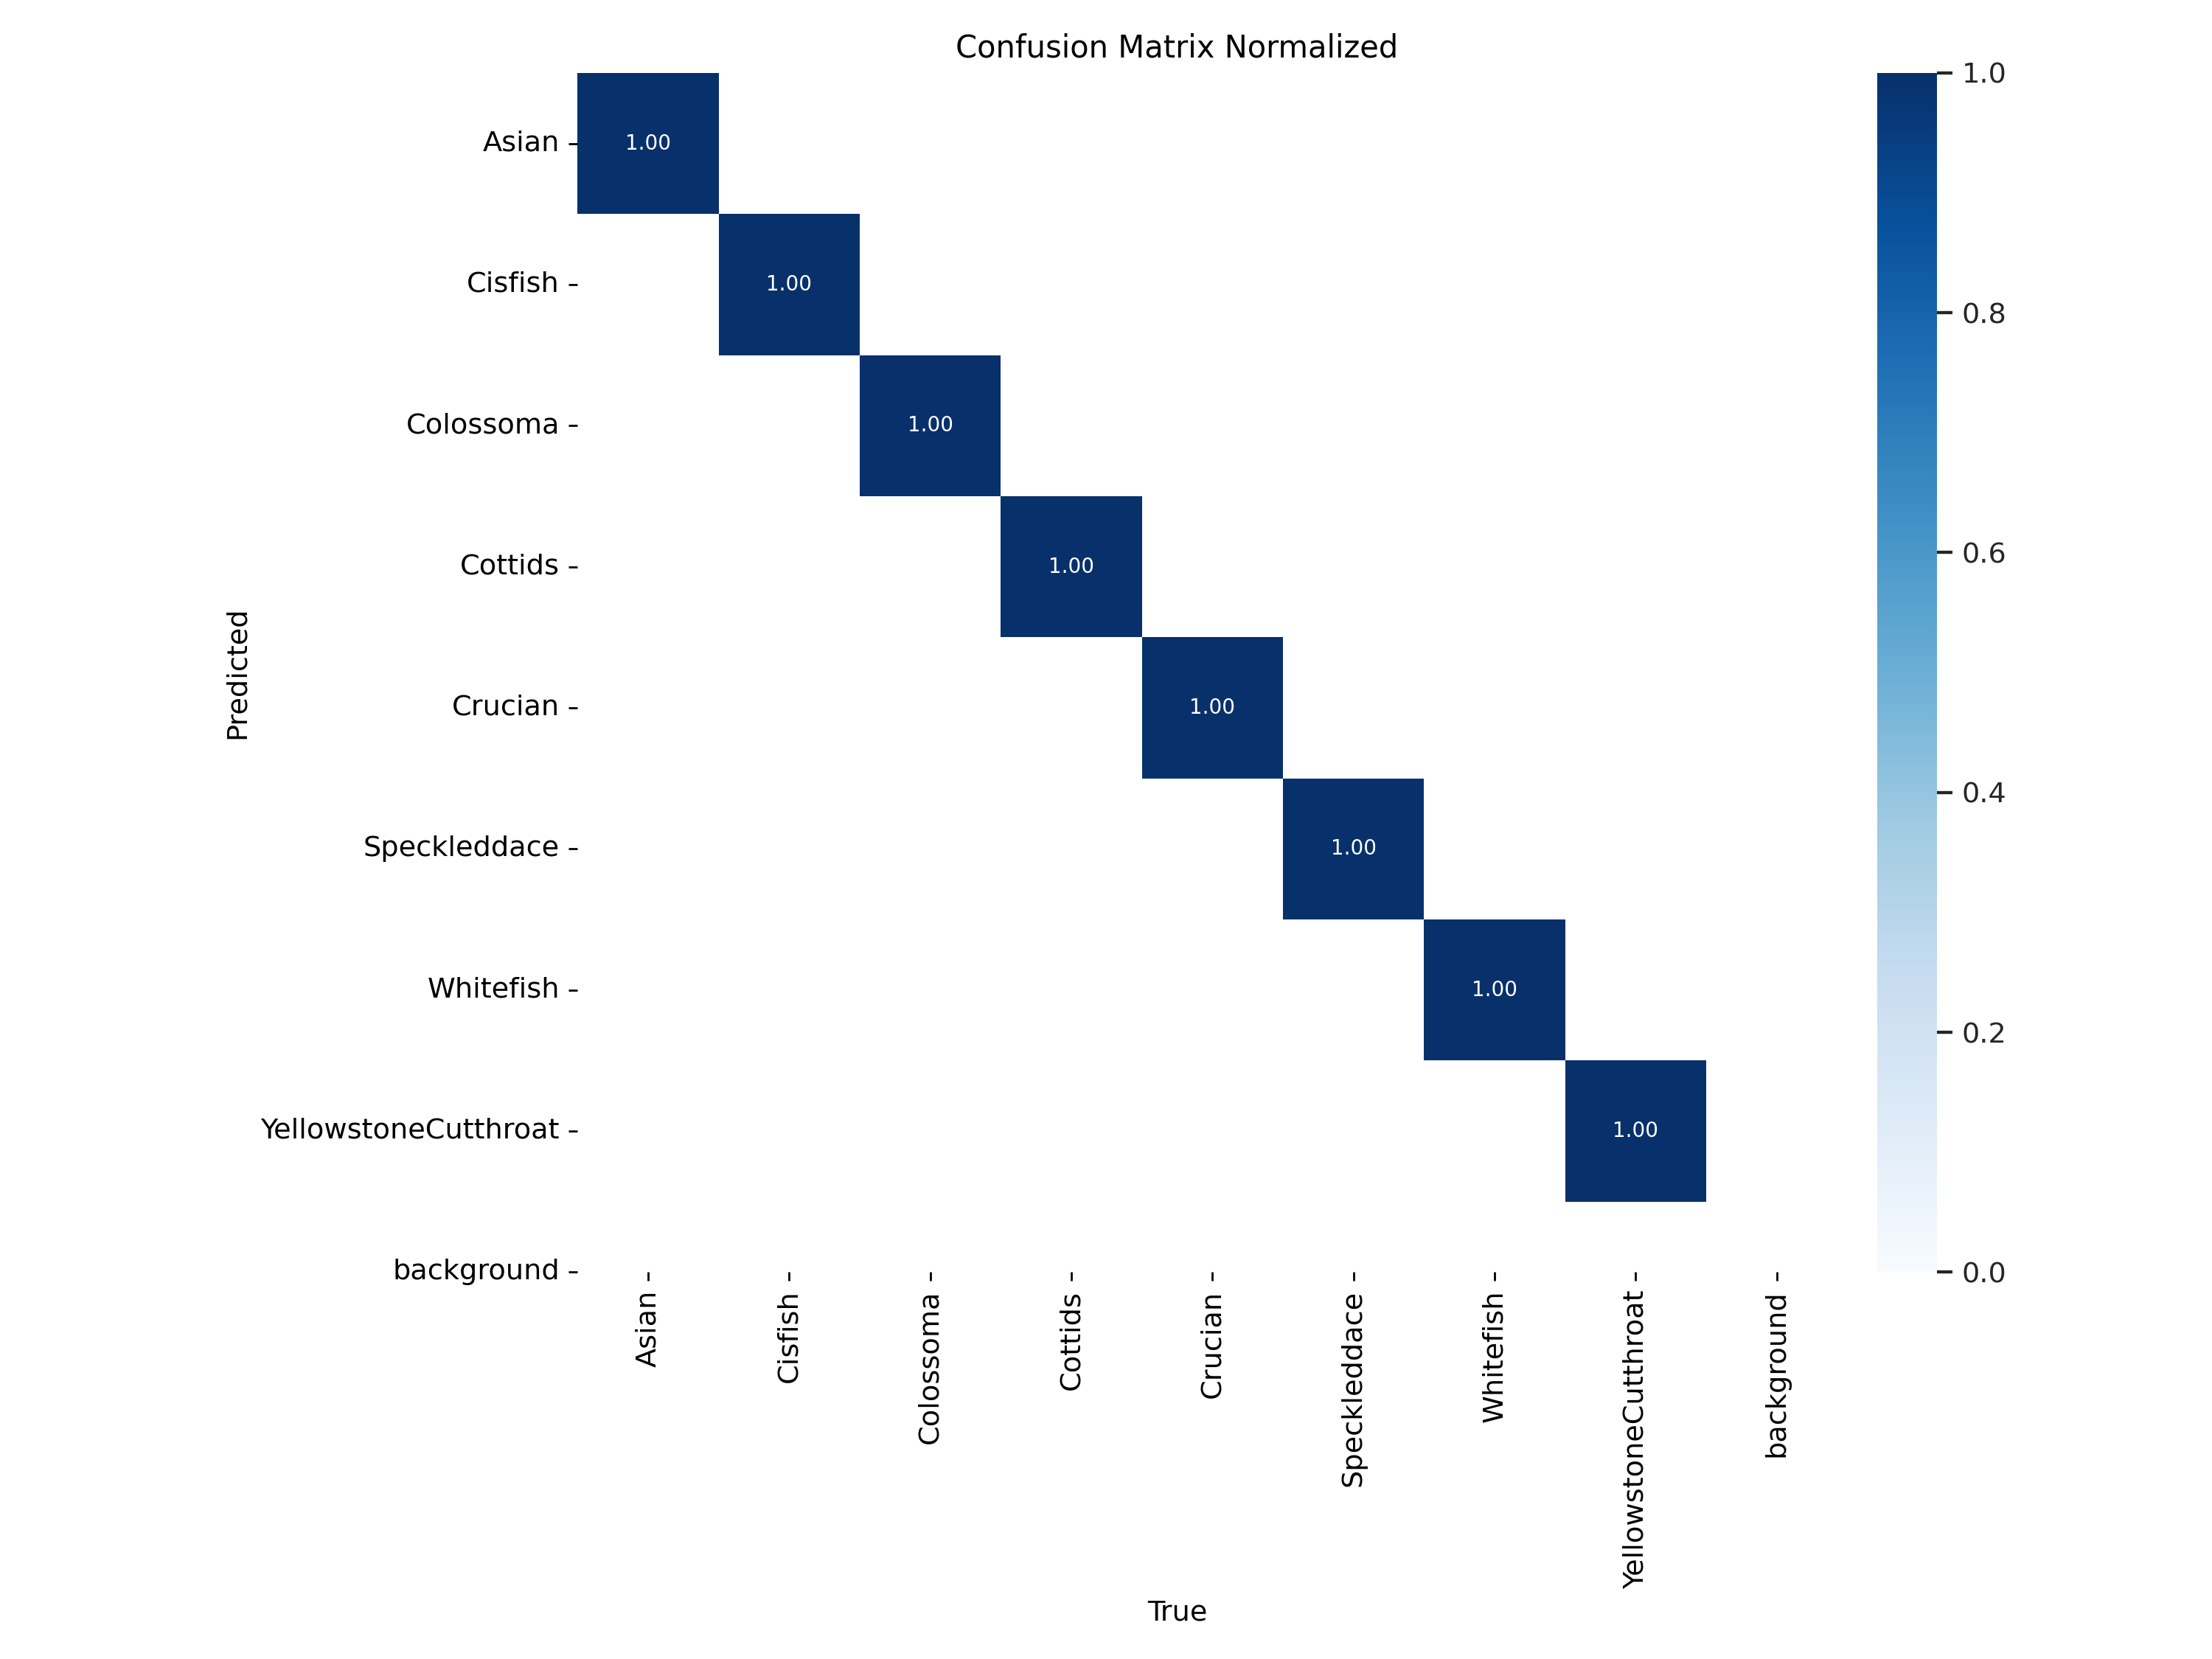 Confusion Matrix Normalized
Predicted
Asian
1.00
Cisfish
1.00
Colossoma
1.00
Cottids
1.00
Crucian
1.00
Speckleddace
1.00
Whitefish
1.00
YellowstoneCutthroat
1.00
background
Asian
Cisfish
Colossoma
Cottids
Crucian
Speckleddace
Whitefish
YellowstoneCutthroat
background
True
1.0
0.8
0.6
0.4
0.2
0.0